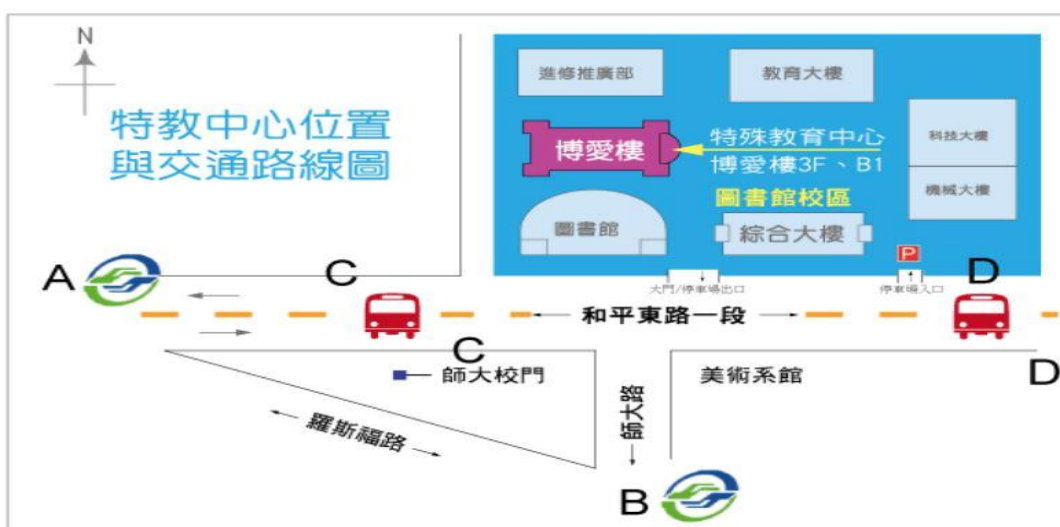 N
特教中心位置
與交通路線圖
進修推廣部
教育大樓
博愛樓
特殊教育中心
博愛樓3F、B1
科技大樓
機械大樓
圖書館校區
圖書館
綜合大樓
P
大門/停車場出口
停車場入口
A
C
D
和平東路一段
C
師大校門
美術系館
D
羅斯福路
師大路
B